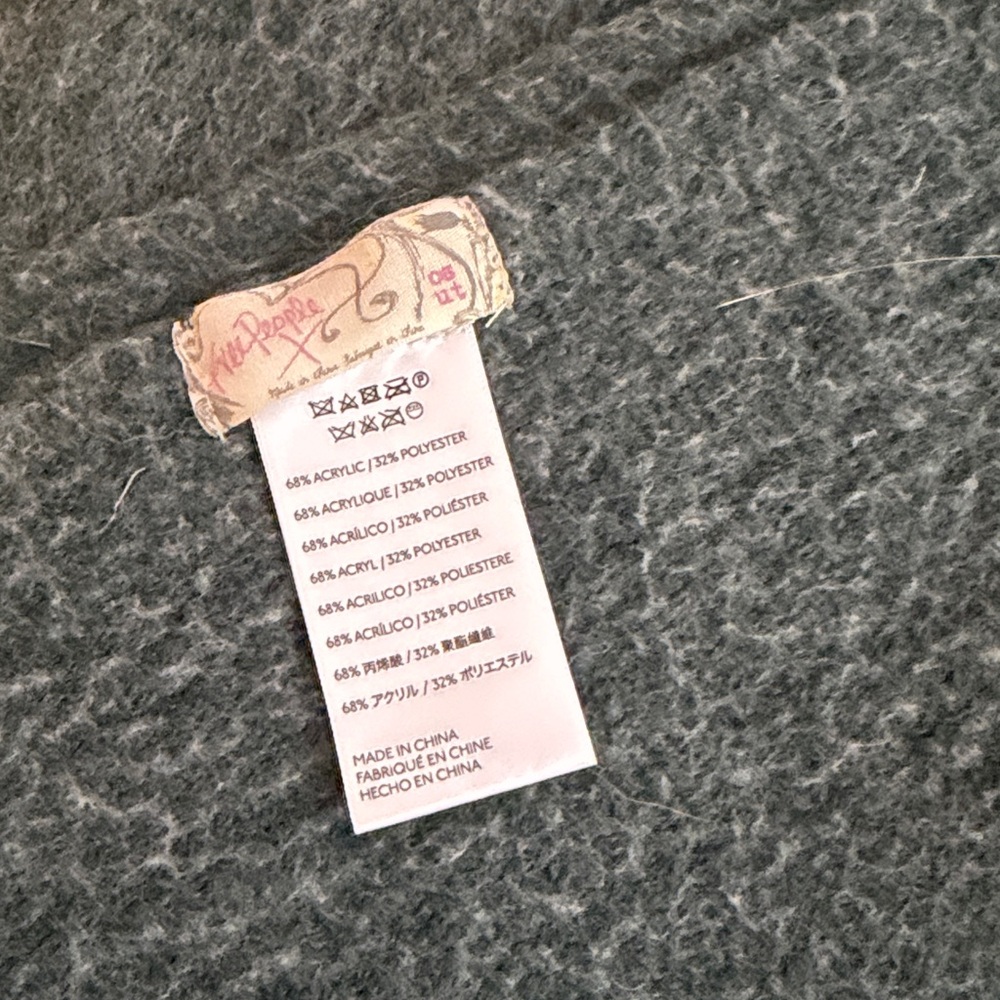 Free People
OS
U t
Made in China Fabriqué en Chine
P
68% ACRYLIC / 32% POLYESTER
68% ACRYLIQUE / 32% POLYESTER
68% ACRÍLICO / 32% POLIÉSTER
68% ACRYL / 32% POLYESTER
68% ACRILICO / 32% POLIESTERE
68% ACRÍLICO / 32% POLIÉSTER
68% 丙烯酸 / 32% 聚脂纖維
68% アクリル / 32% ポリエステル
MADE IN CHINA
FABRIQUÉ EN CHINE
HECHO EN CHINA